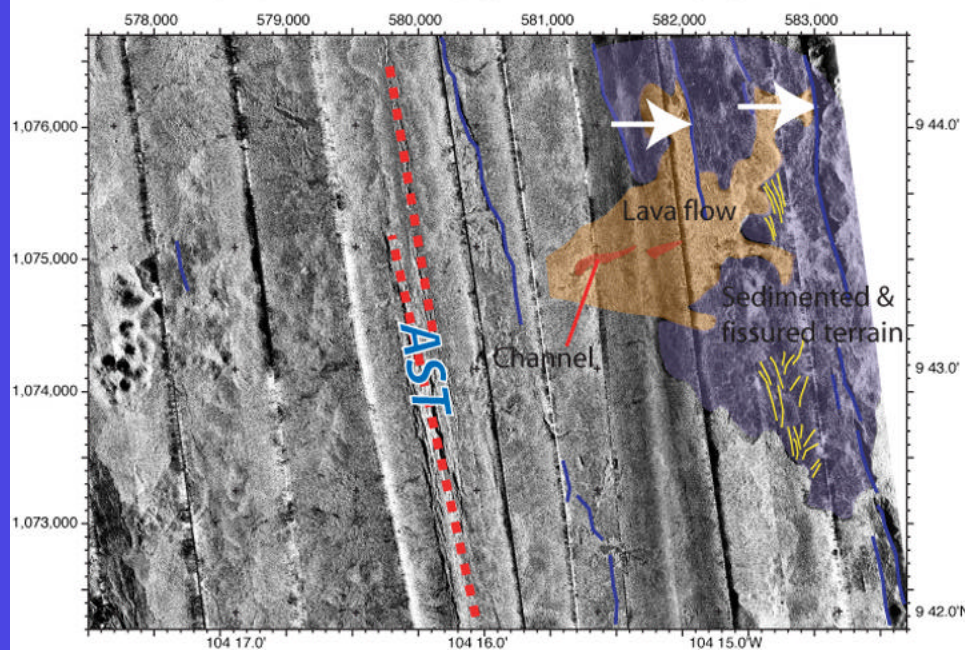 578,000 579,000 580,000 581,000 582,000 583,000
1,076,000
9 44.0'
Lava flow
1,075,000
Sedimented &
fissured terrain
Channel
AST
9 43.0'
1,074,000
1,073,000
9 42.0'N
104 17.0' 104 16.0' 104 15.0'W